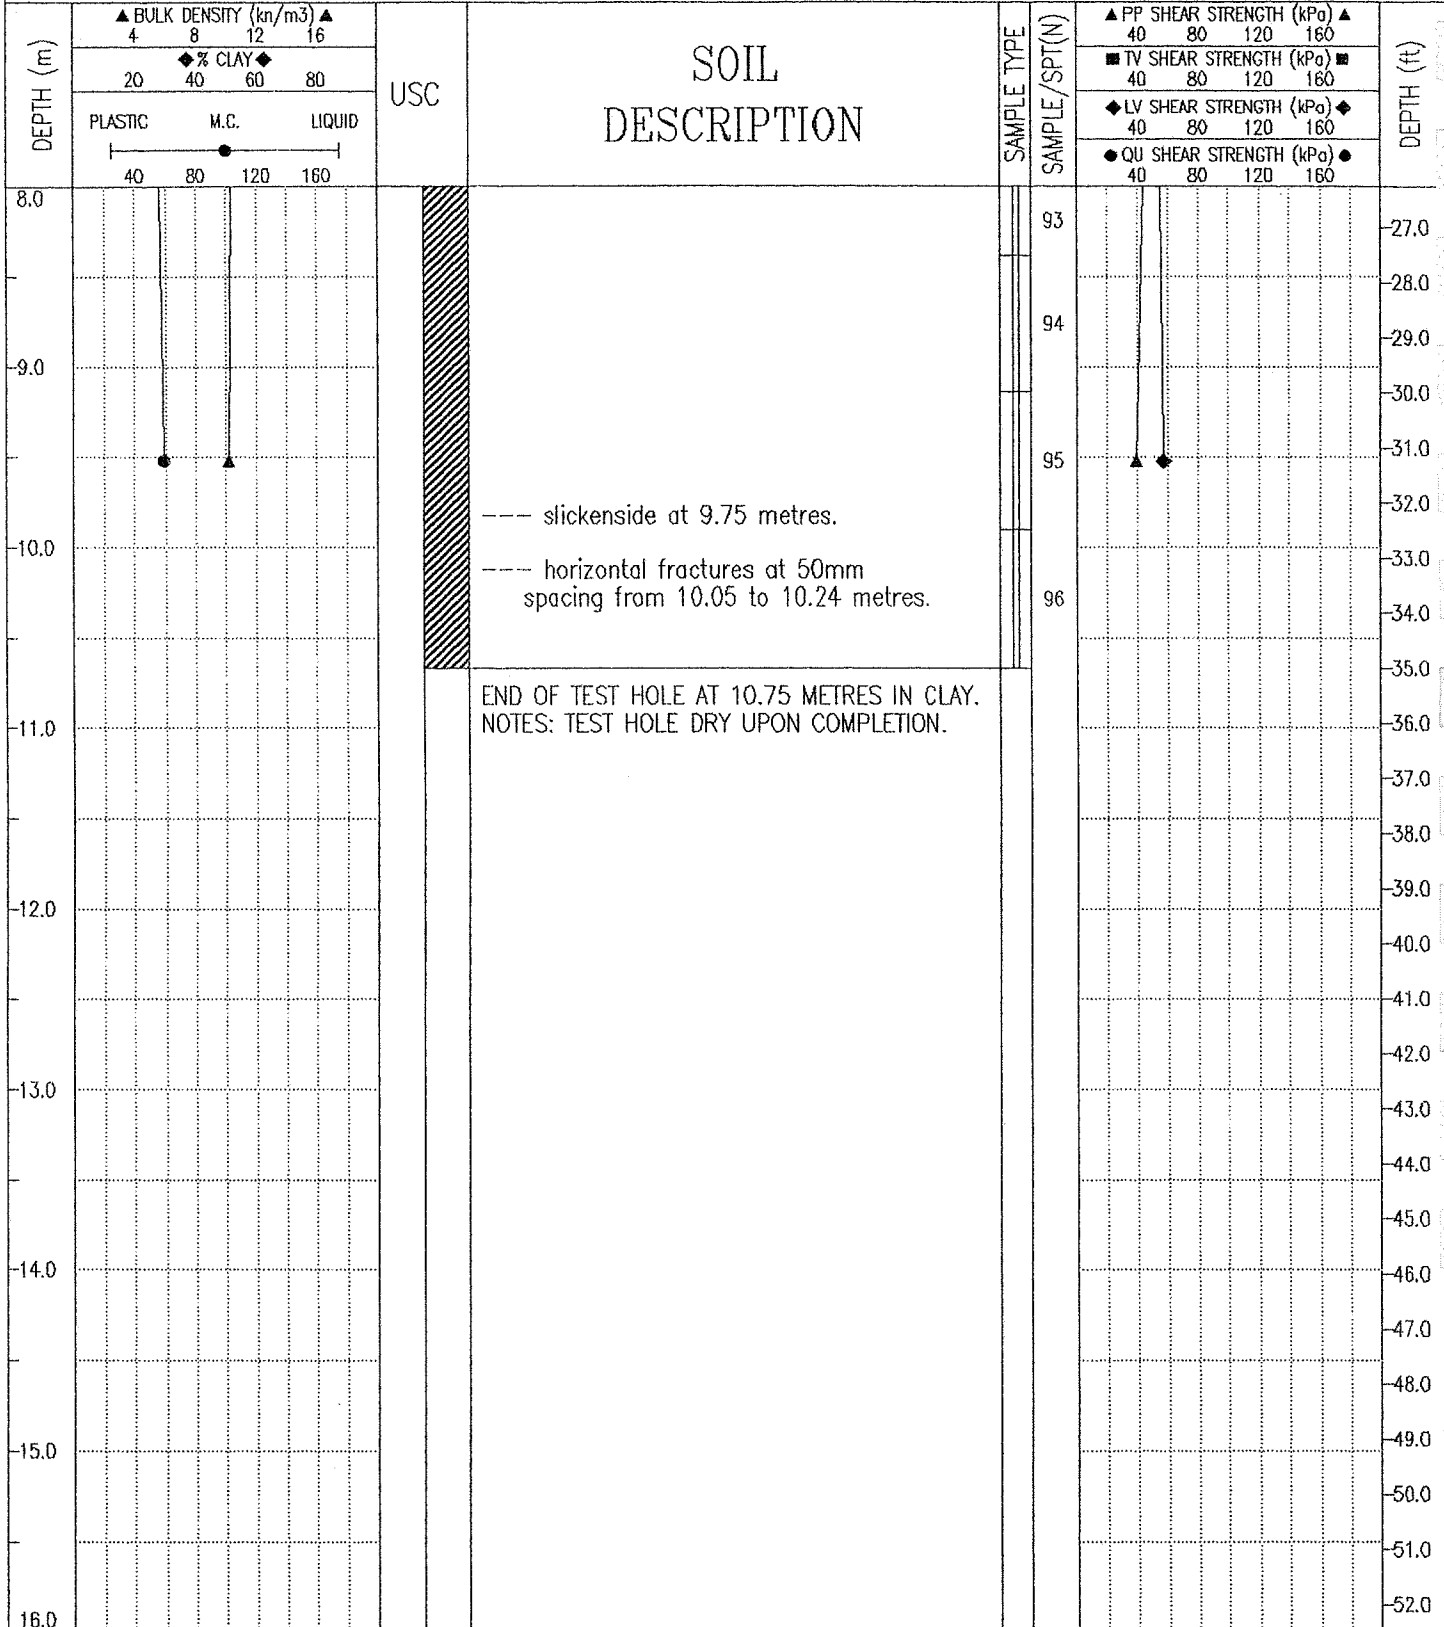 DEPTH (m)
▲ BULK DENSITY (kn/m3) ▲
4 8 12 16
◆ % CLAY ◆
20 40 60 80
PLASTIC M.C. LIQUID
40 80 120 160
USC
SOIL
DESCRIPTION
SAMPLE TYPE
SAMPLE/SPT(N)
▲ PP SHEAR STRENGTH (kPa) ▲
40 80 120 160
■ TV SHEAR STRENGTH (kPa) ■
40 80 120 160
◆ LV SHEAR STRENGTH (kPa) ◆
40 80 120 160
● QU SHEAR STRENGTH (kPa) ●
40 80 120 160
DEPTH (ft)
8.0
9.0
10.0
11.0
12.0
13.0
14.0
15.0
16.0
--- slickenside at 9.75 metres.
--- horizontal fractures at 50mm
spacing from 10.05 to 10.24 metres.
END OF TEST HOLE AT 10.75 METRES IN CLAY.
NOTES: TEST HOLE DRY UPON COMPLETION.
93
94
95
96
27.0
28.0
29.0
30.0
31.0
32.0
33.0
34.0
35.0
36.0
37.0
38.0
39.0
40.0
41.0
42.0
43.0
44.0
45.0
46.0
47.0
48.0
49.0
50.0
51.0
52.0